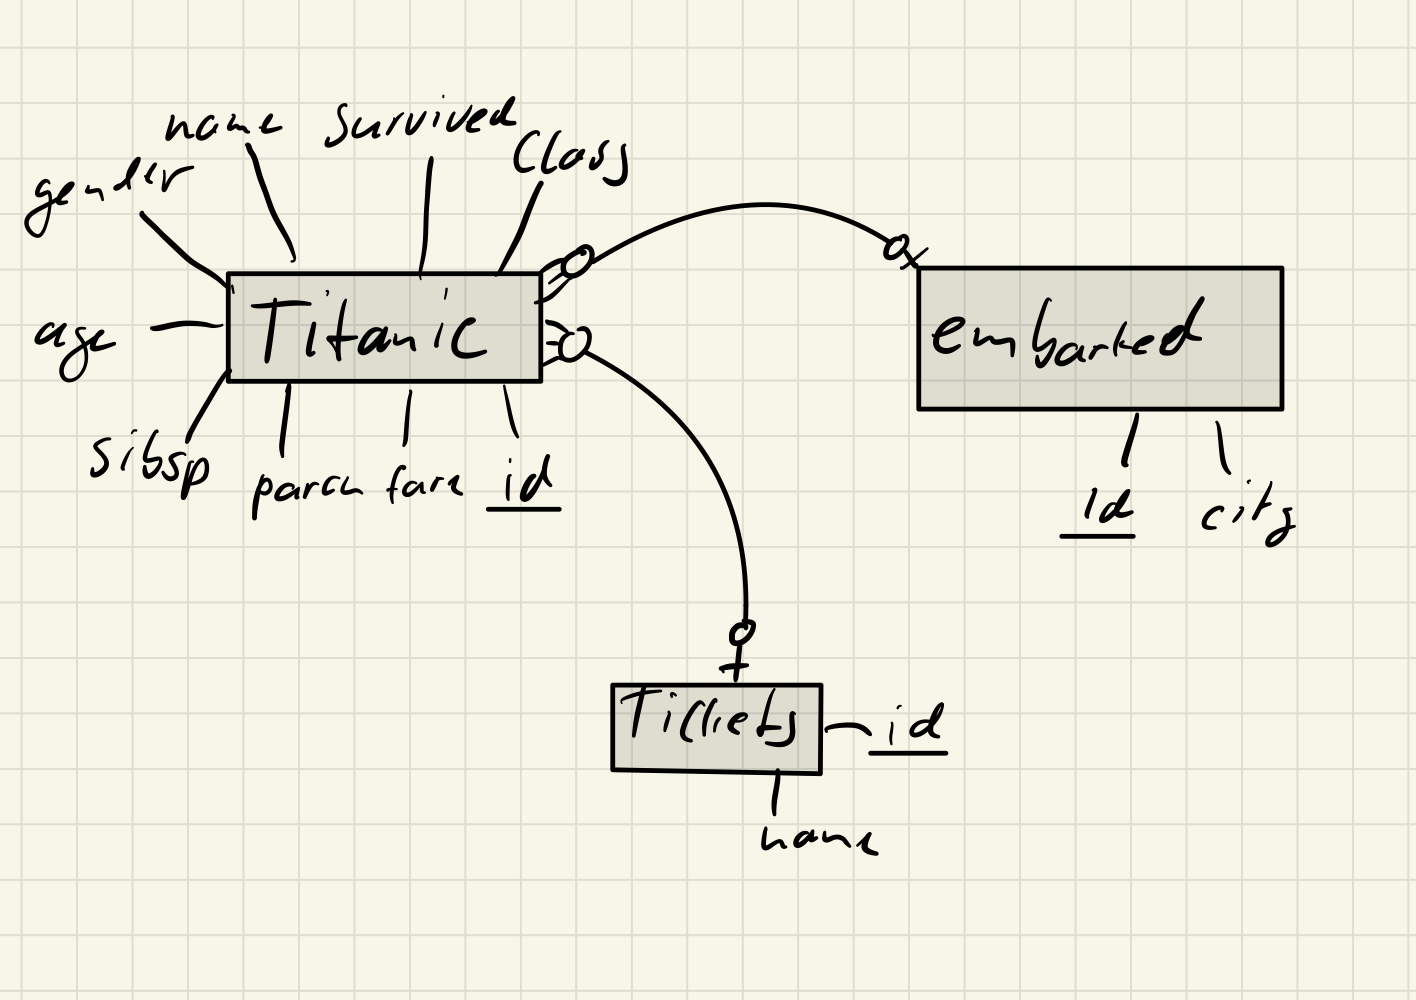 name
survived
Class
gender
Titanic
embarked
age
sibsp
parch
fare
id
id
city
Tickets
id
name